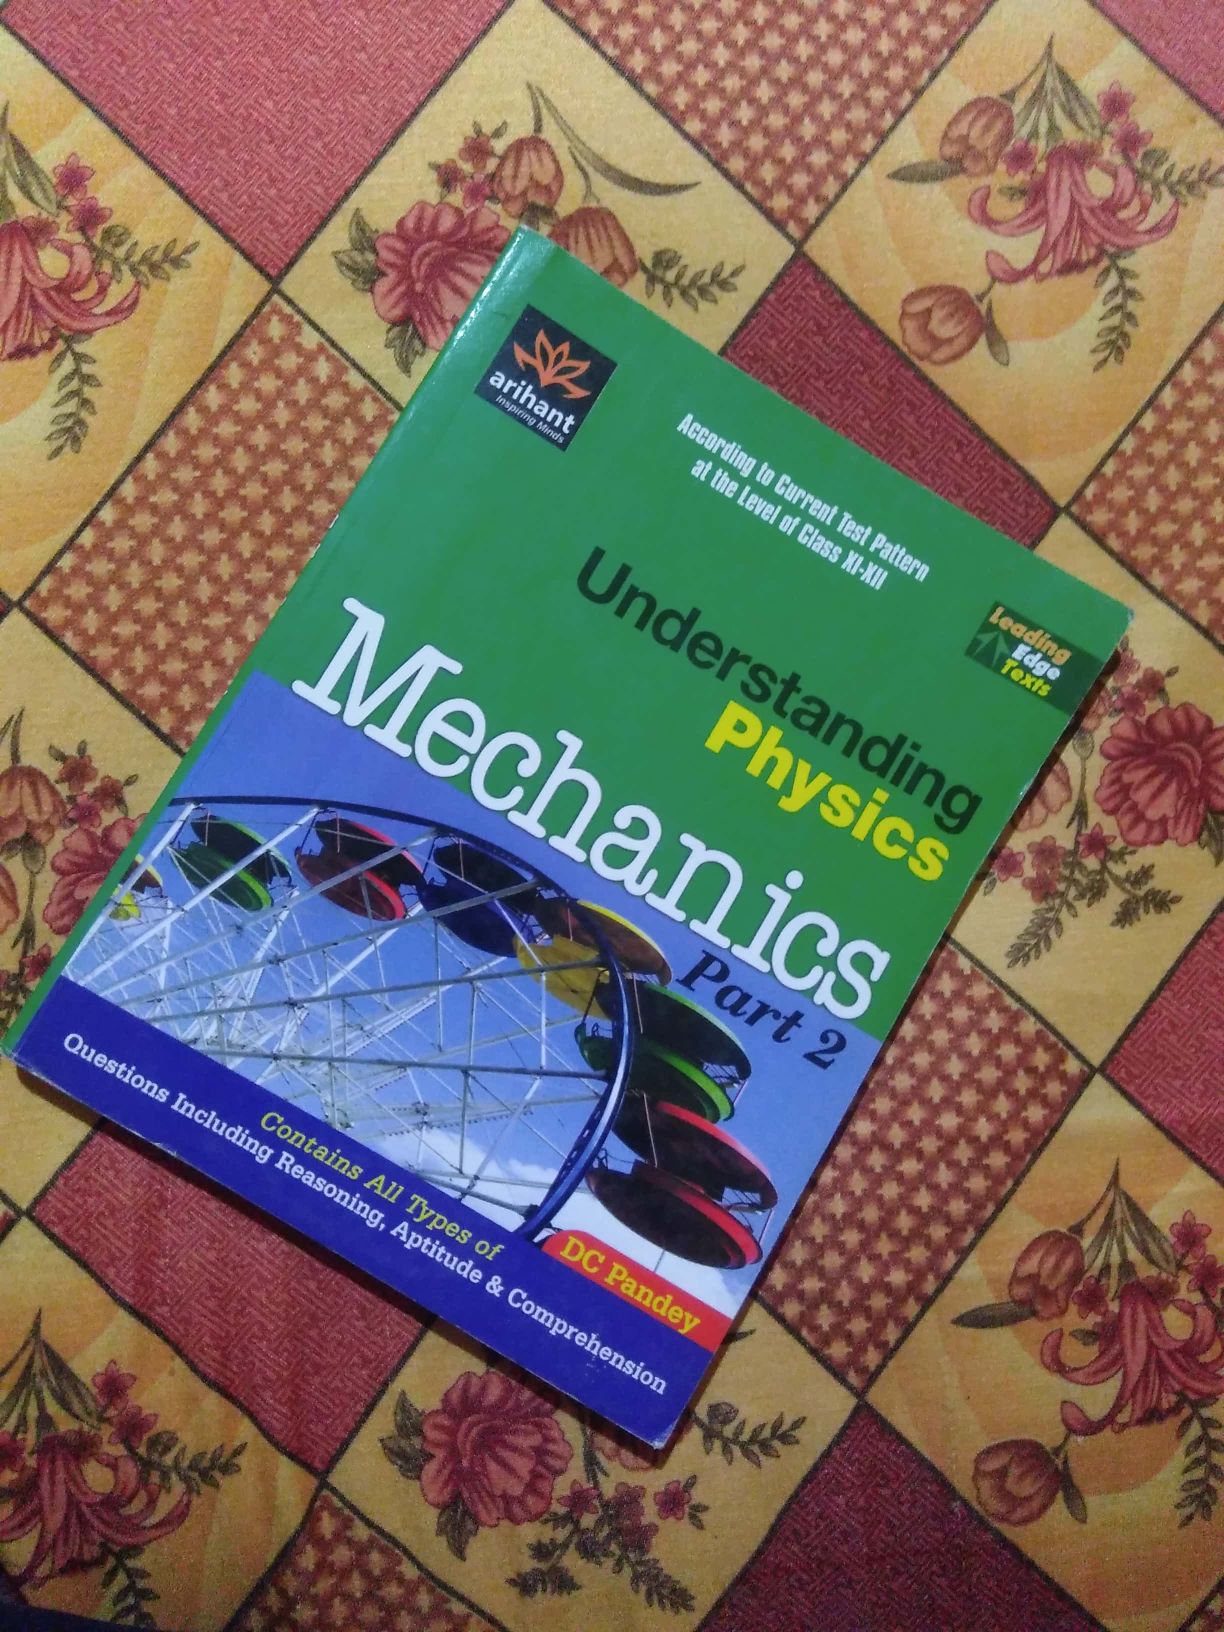 arihant
Inspiring Minds
According to Current Test Pattern
at the Level of Class XI-XII
Leading
Edge
Texts
Understanding
Physics
Mechanics
Part 2
DC Pandey
Contains All Types of
Questions Including Reasoning, Aptitude & Comprehension